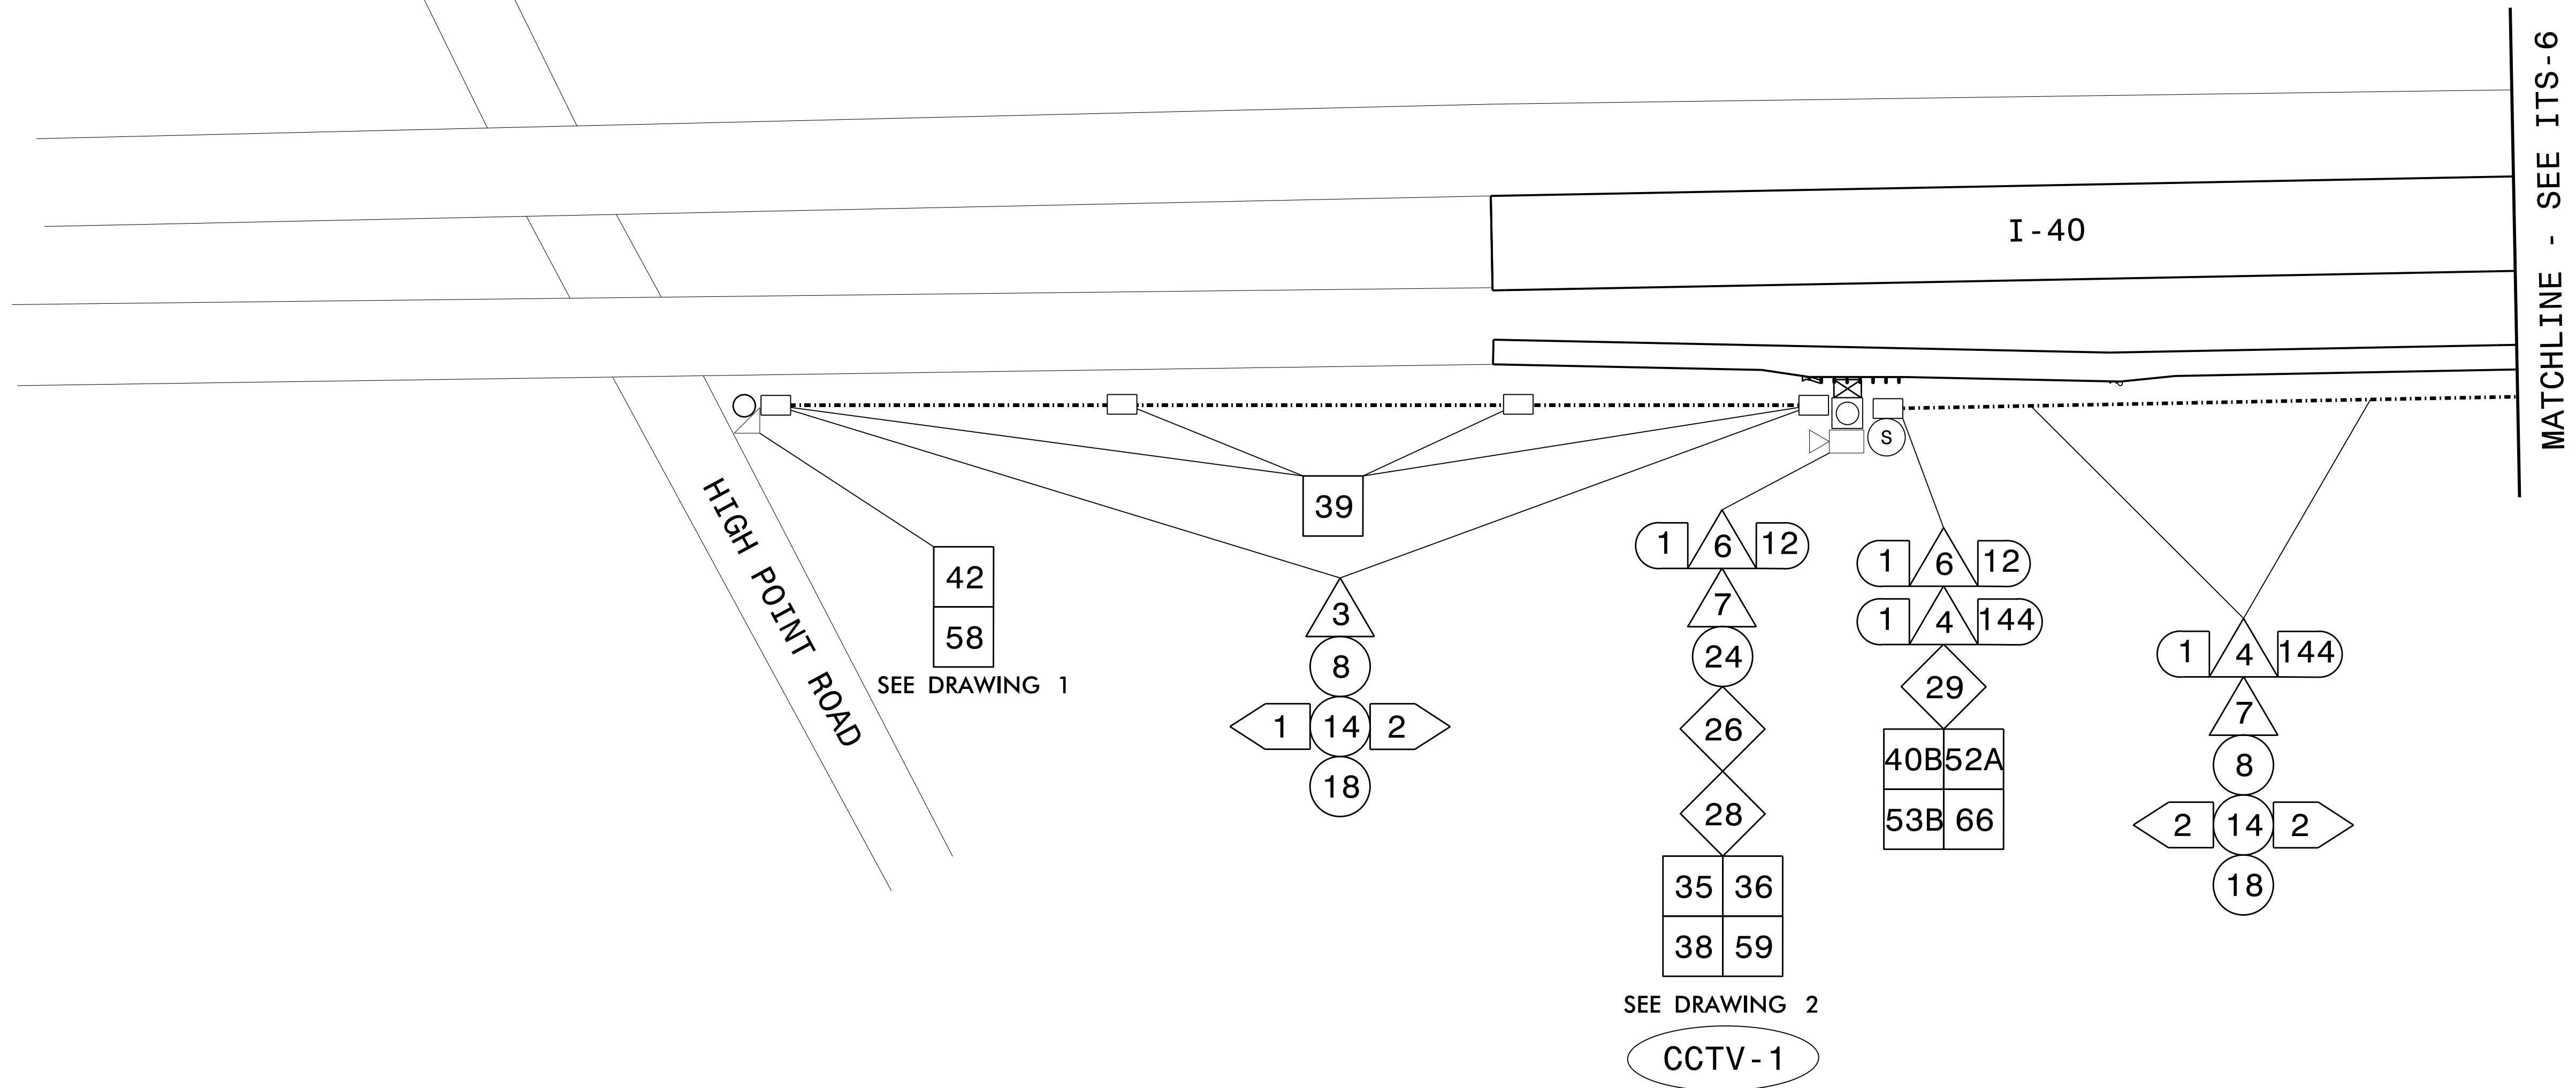 I-40
MATCHLINE - SEE ITS-6
HIGH POINT ROAD
S
39
42
58
SEE DRAWING 1
3
8
1 14 2
18
1 6 12
7
24
26
28
35 36
38 59
SEE DRAWING 2
CCTV-1
1 6 12
1 4 144
29
40B 52A
53B 66
1 4 144
7
8
2 14 2
18